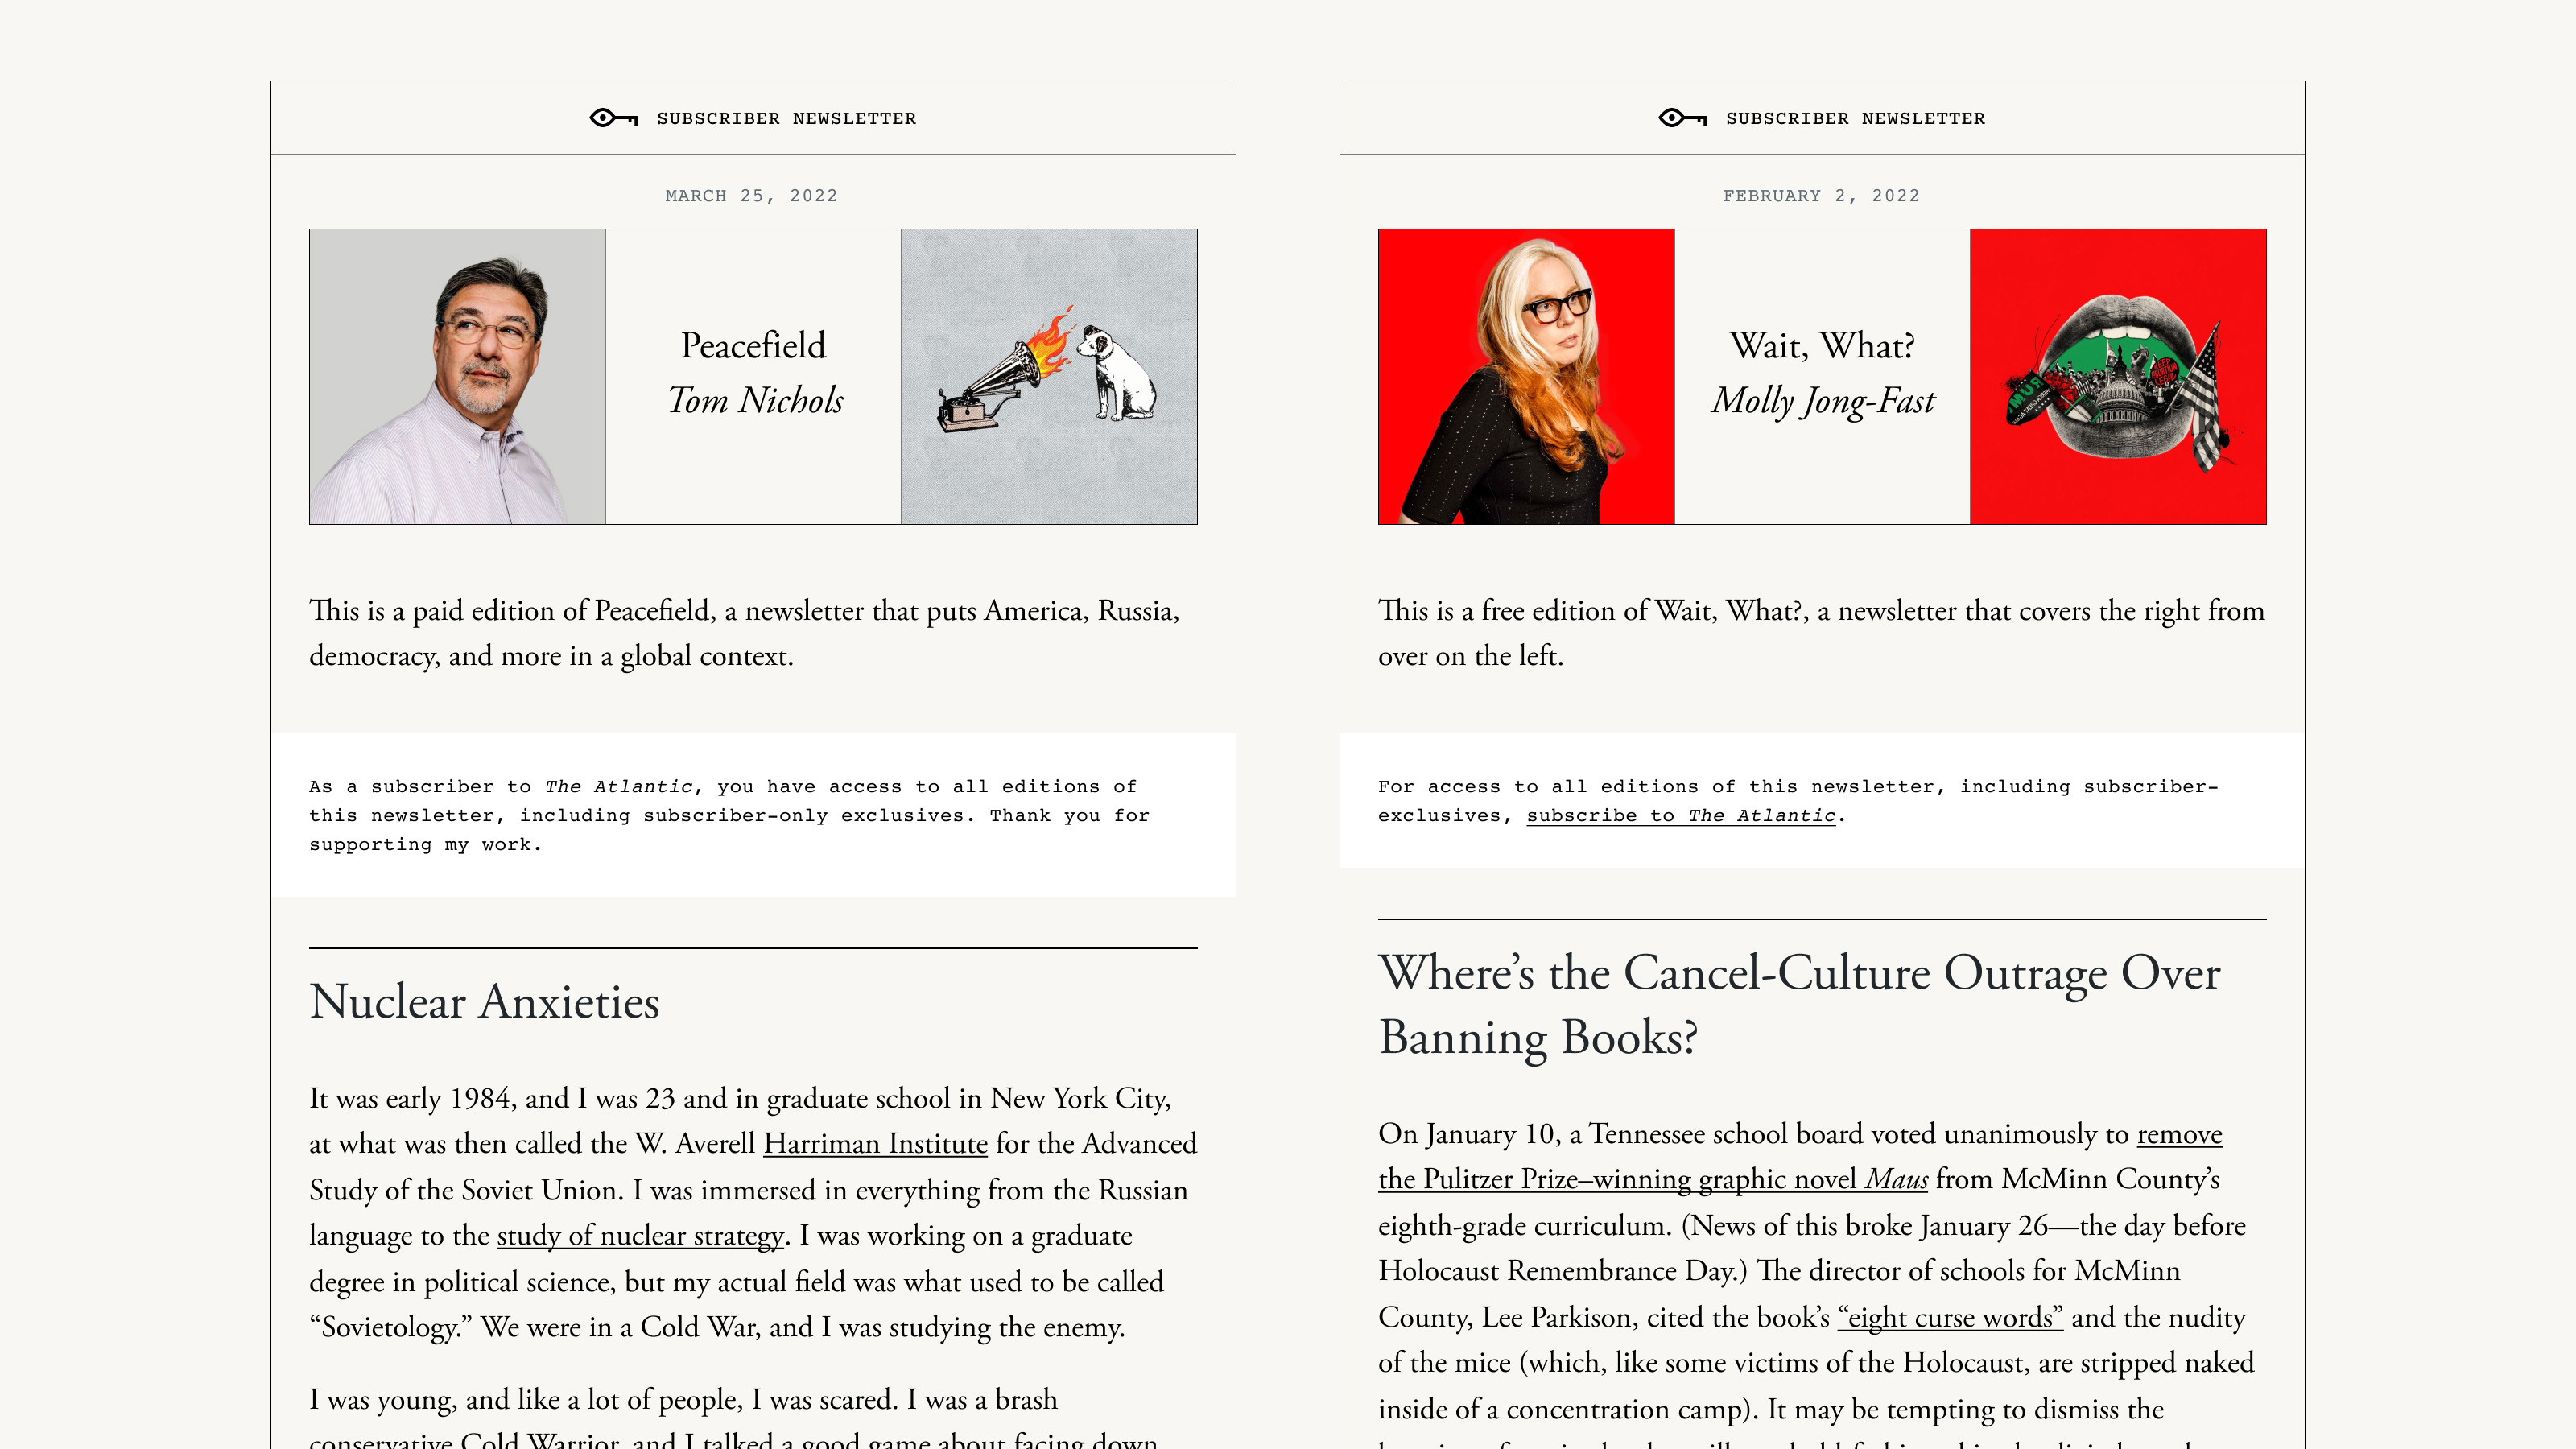 SUBSCRIBER NEWSLETTER
MARCH 25, 2022
Peacefield
Tom Nichols
This is a paid edition of Peacefield, a newsletter that puts America, Russia,
democracy, and more in a global context.
As a subscriber to The Atlantic, you have access to all editions of
this newsletter, including subscriber-only exclusives. Thank you for
supporting my work.
Nuclear Anxieties
It was early 1984, and I was 23 and in graduate school in New York City,
at what was then called the W. Averell Harriman Institute for the Advanced
Study of the Soviet Union. I was immersed in everything from the Russian
language to the study of nuclear strategy. I was working on a graduate
degree in political science, but my actual field was what used to be called
“Sovietology.” We were in a Cold War, and I was studying the enemy.
I was young, and like a lot of people, I was scared. I was a brash
conservative Cold Warrior, and I talked a good game about facing down
SUBSCRIBER NEWSLETTER
FEBRUARY 2, 2022
Wait, What?
Molly Jong-Fast
This is a free edition of Wait, What?, a newsletter that covers the right from
over on the left.
For access to all editions of this newsletter, including subscriber-
exclusives, subscribe to The Atlantic.
Where’s the Cancel-Culture Outrage Over
Banning Books?
On January 10, a Tennessee school board voted unanimously to remove
the Pulitzer Prize–winning graphic novel Maus from McMinn County’s
eighth-grade curriculum. (News of this broke January 26—the day before
Holocaust Remembrance Day.) The director of schools for McMinn
County, Lee Parkison, cited the book’s “eight curse words” and the nudity
of the mice (which, like some victims of the Holocaust, are stripped naked
inside of a concentration camp). It may be tempting to dismiss the